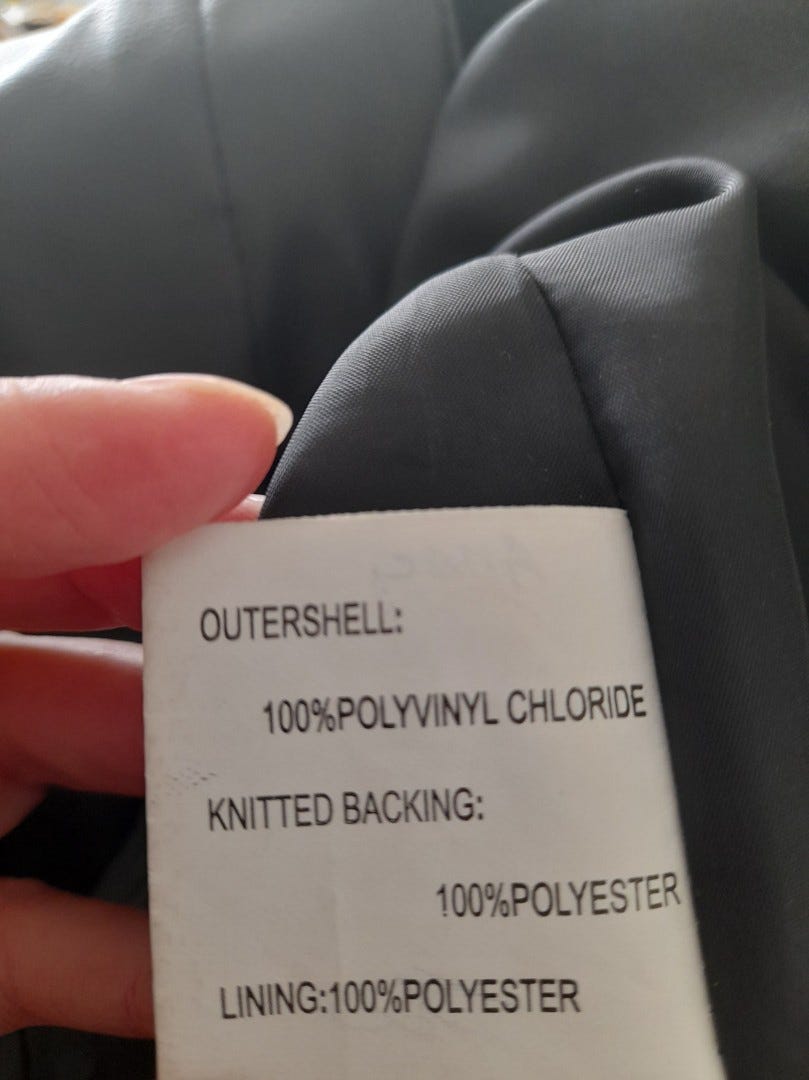 OUTERSHELL:
100%POLYVINYL CHLORIDE
KNITTED BACKING:
100%POLYESTER
LINING:100%POLYESTER